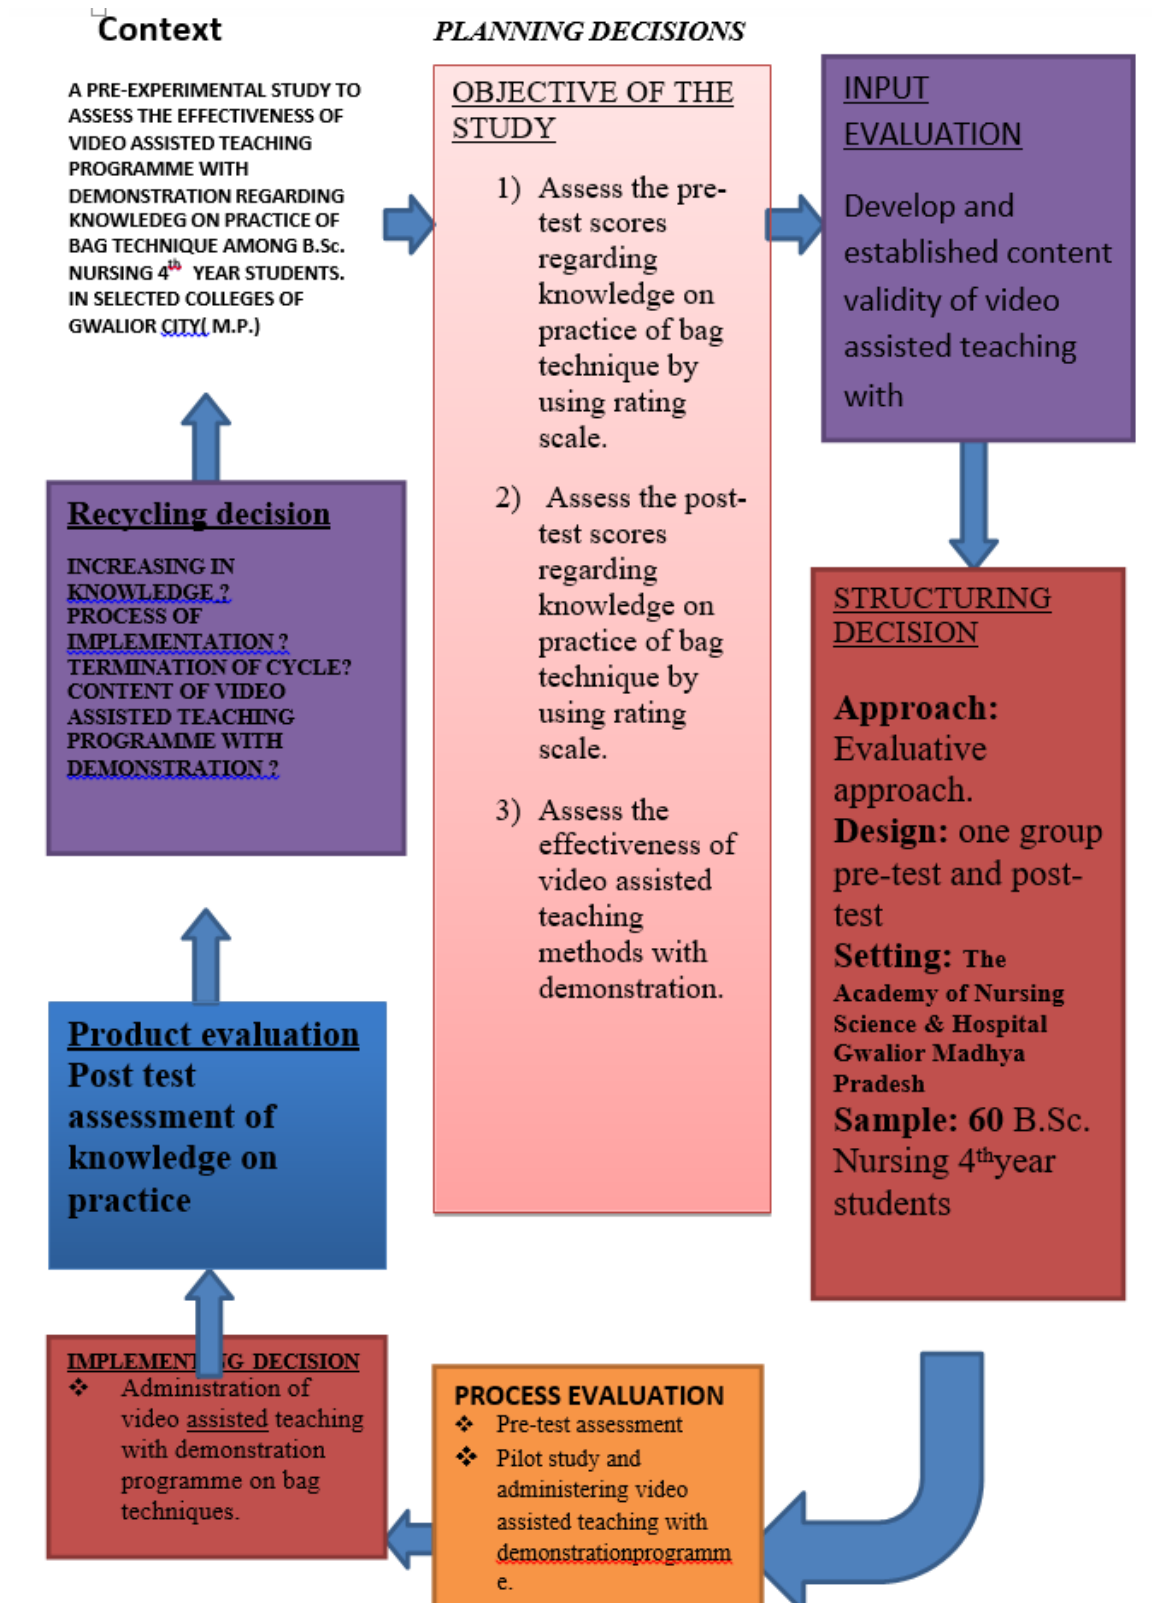 Context
A PRE-EXPERIMENTAL STUDY TO
ASSESS THE EFFECTIVENESS OF
VIDEO ASSISTED TEACHING
PROGRAMME WITH
DEMONSTRATION REGARDING
KNOWLEDEG ON PRACTICE OF
BAG TECHNIQUE AMONG B.Sc.
NURSING 4th YEAR STUDENTS.
IN SELECTED COLLEGES OF
GWALIOR CITY( M.P.)
PLANNING DECISIONS
OBJECTIVE OF THE
STUDY
1) Assess the pre-
test scores
regarding
knowledge on
practice of bag
technique by
using rating
scale.
2) Assess the post-
test scores
regarding
knowledge on
practice of bag
technique by
using rating
scale.
3) Assess the
effectiveness of
video assisted
teaching
methods with
demonstration.
INPUT
EVALUATION
Develop and
established content
validity of video
assisted teaching
with
STRUCTURING
DECISION
Approach:
Evaluative
approach.
Design: one group
pre-test and post-
test
Setting: The
Academy of Nursing
Science & Hospital
Gwalior Madhya
Pradesh
Sample: 60 B.Sc.
Nursing 4thyear
students
PROCESS EVALUATION
❖ Pre-test assessment
❖ Pilot study and
administering video
assisted teaching with
demonstrationprogramm
e.
IMPLEMENT NG DECISION
❖ Administration of
video assisted teaching
with demonstration
programme on bag
techniques.
Product evaluation
Post test
assessment of
knowledge on
practice
Recycling decision
INCREASING IN
KNOWLEDGE ?
PROCESS OF
IMPLEMENTATION ?
TERMINATION OF CYCLE?
CONTENT OF VIDEO
ASSISTED TEACHING
PROGRAMME WITH
DEMONSTRATION ?